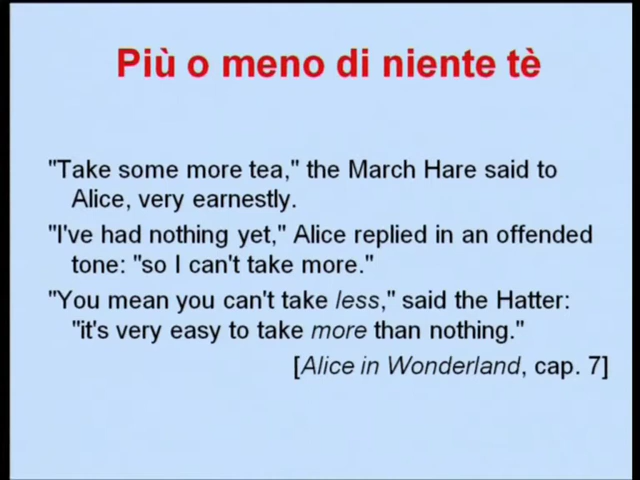 Più o meno di niente tè
"Take some more tea," the March Hare said to
Alice, very earnestly.
"I've had nothing yet," Alice replied in an offended
tone: "so I can't take more."
"You mean you can't take less," said the Hatter:
"it's very easy to take more than nothing."
[Alice in Wonderland, cap. 7]